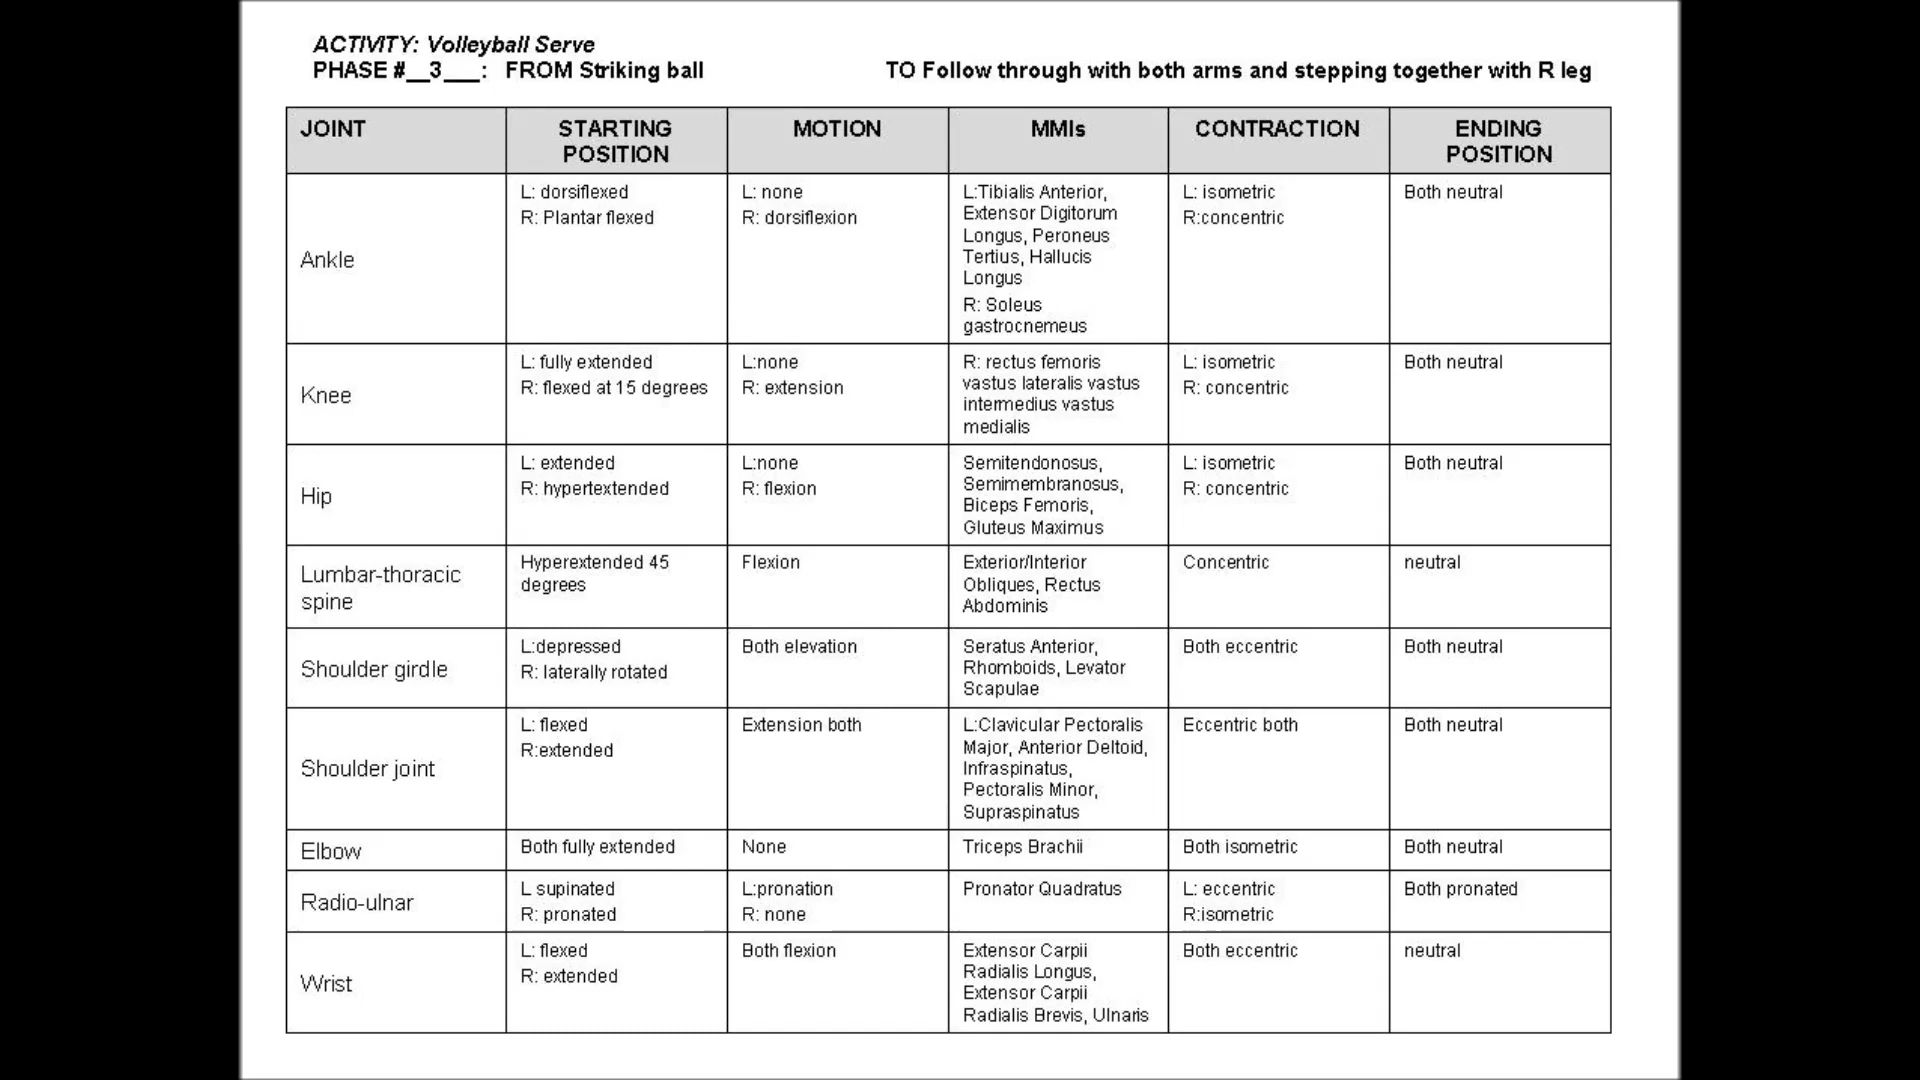 ACTIVITY: Volleyball Serve
PHASE #__3___: FROM Striking ball TO Follow through with both arms and stepping together with R leg
JOINT
STARTING
POSITION
MOTION
MMIs
CONTRACTION
ENDING
POSITION
Ankle
L: dorsiflexed
R: Plantar flexed
L: none
R: dorsiflexion
L:Tibialis Anterior,
Extensor Digitorum
Longus, Peroneus
Tertius, Hallucis
Longus
R: Soleus
gastrocnemeus
L: isometric
R:concentric
Both neutral
Knee
L: fully extended
R: flexed at 15 degrees
L:none
R: extension
R: rectus femoris
vastus lateralis vastus
intermedius vastus
medialis
L: isometric
R: concentric
Both neutral
Hip
L: extended
R: hypertextended
L:none
R: flexion
Semitendonosus,
Semimembranosus,
Biceps Femoris,
Gluteus Maximus
L: isometric
R: concentric
Both neutral
Lumbar-thoracic
spine
Hyperextended 45
degrees
Flexion
Exterior/Interior
Obliques, Rectus
Abdominis
Concentric
neutral
Shoulder girdle
L:depressed
R: laterally rotated
Both elevation
Seratus Anterior,
Rhomboids, Levator
Scapulae
Both eccentric
Both neutral
Shoulder joint
L: flexed
R:extended
Extension both
L:Clavicular Pectoralis
Major, Anterior Deltoid,
Infraspinatus,
Pectoralis Minor,
Supraspinatus
Eccentric both
Both neutral
Elbow
Both fully extended
None
Triceps Brachii
Both isometric
Both neutral
Radio-ulnar
L supinated
R: pronated
L:pronation
R: none
Pronator Quadratus
L: eccentric
R:isometric
Both pronated
Wrist
L: flexed
R: extended
Both flexion
Extensor Carpii
Radialis Longus,
Extensor Carpii
Radialis Brevis, Ulnaris
Both eccentric
neutral